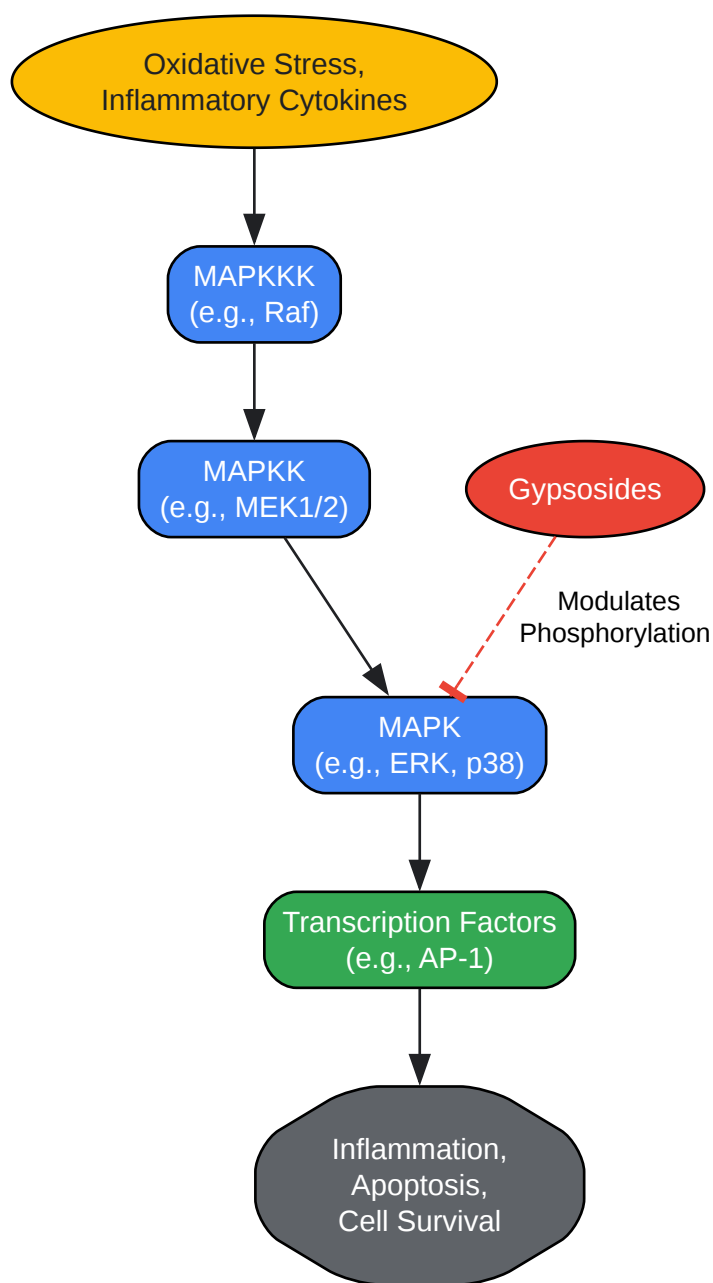 Oxidative Stress,
Inflammatory Cytokines
MAPKKK
(e.g., Raf)
MAPKK
(e.g., MEK1/2)
Gypsosides
Modulates
Phosphorylation
MAPK
(e.g., ERK, p38)
Transcription Factors
(e.g., AP-1)
Inflammation,
Apoptosis,
Cell Survival